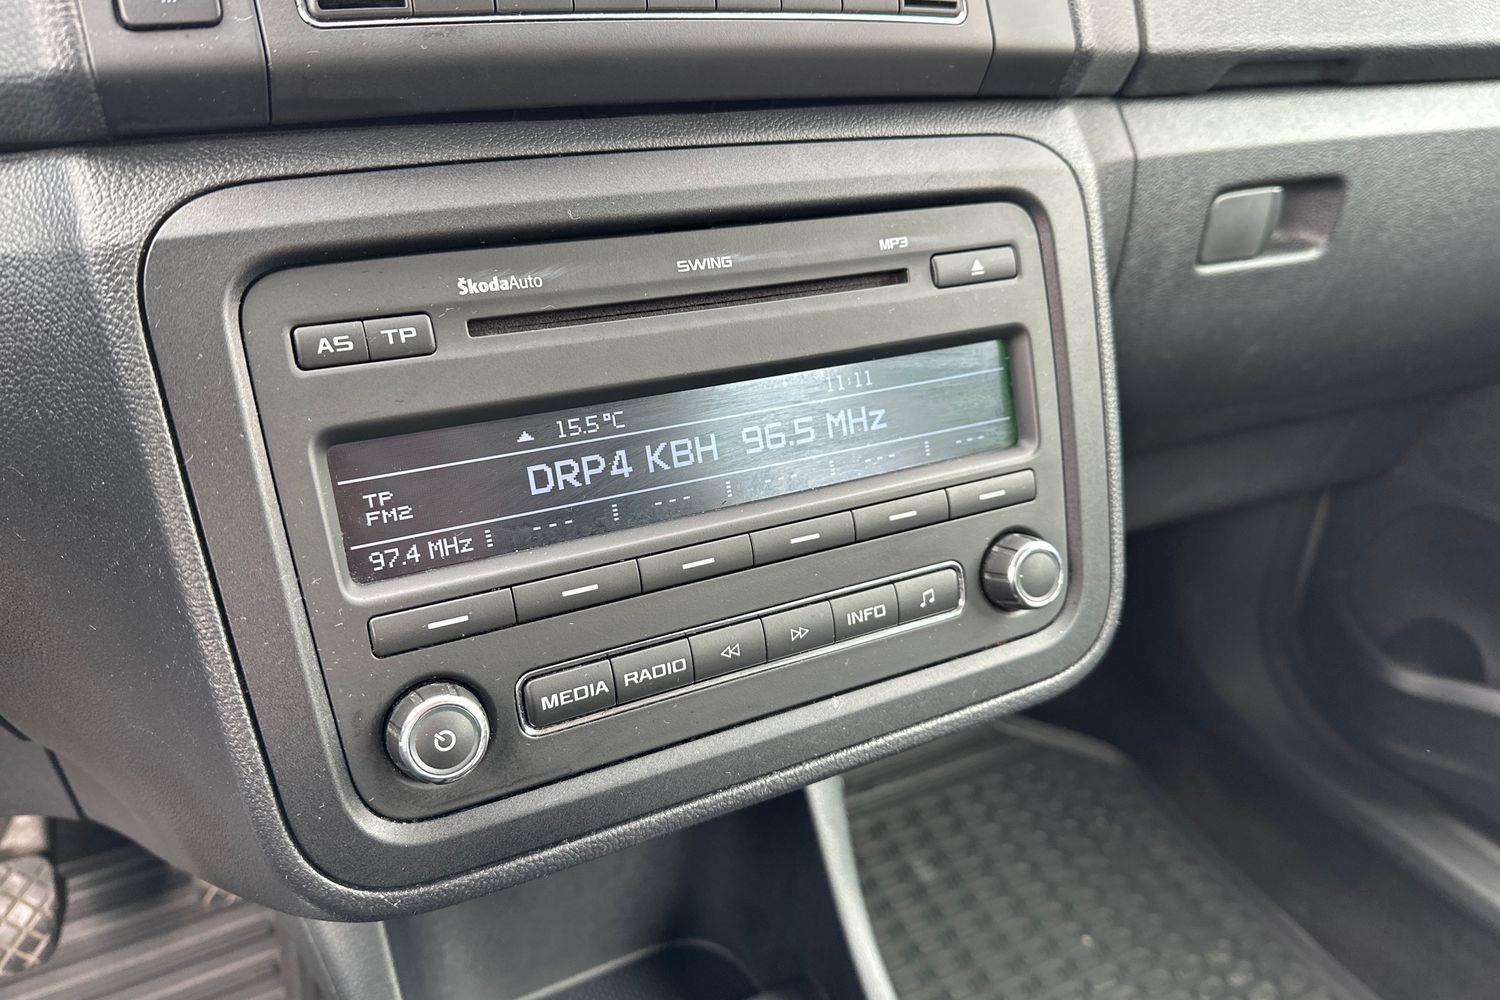 ŠkodaAuto
SWING
MP3
AS
TP
15.5°C
11:11
DRP4 KBH 96.5 MHz
TP
FM2
97.4 MHz
---
---
---
---
---
MEDIA
RADIO
INFO